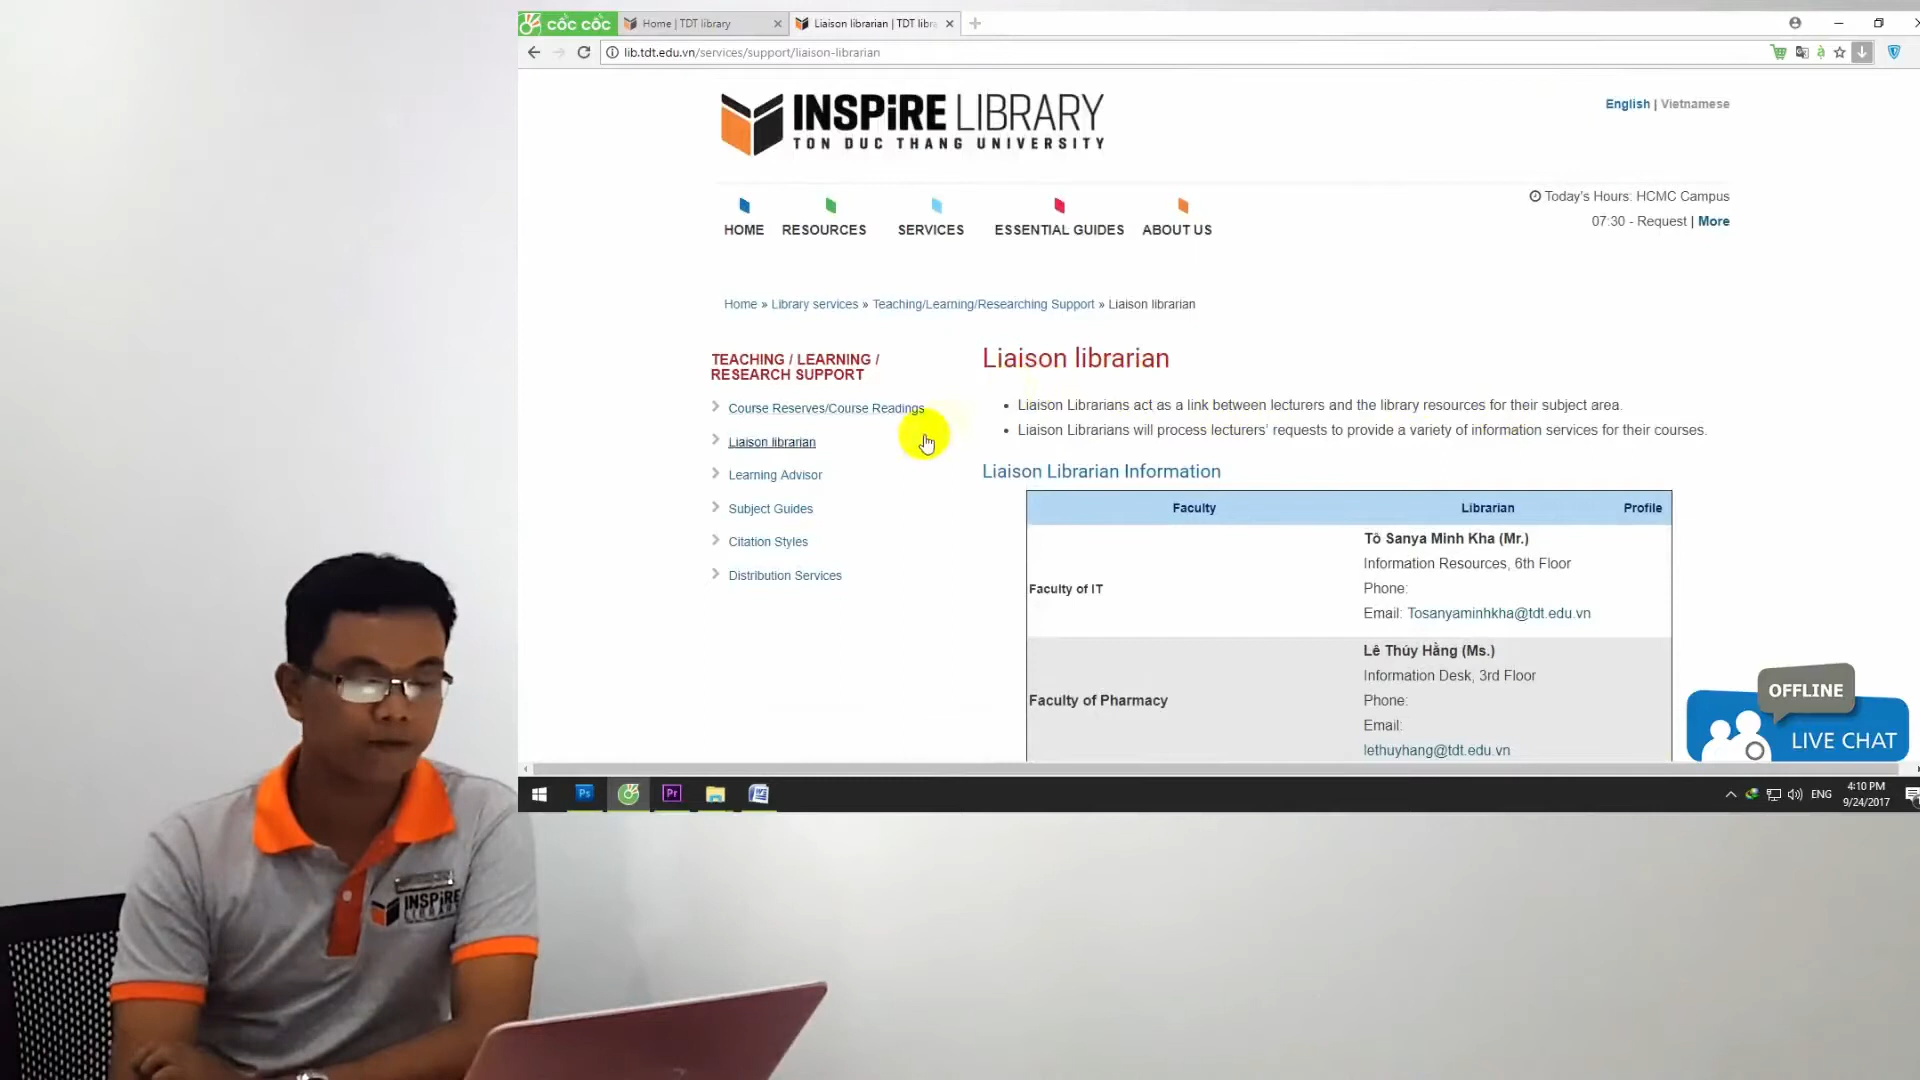 cốc cốc
Home | TDT library
Liaison librarian | TDT libra
lib.tdt.edu.vn/services/support/liaison-librarian
INSPiRE LIBRARY
TON DUC THANG UNIVERSITY
English | Vietnamese
Today's Hours: HCMC Campus
07:30 - Request | More
HOME
RESOURCES
SERVICES
ESSENTIAL GUIDES
ABOUT US
Home » Library services » Teaching/Learning/Researching Support » Liaison librarian
TEACHING / LEARNING /
RESEARCH SUPPORT
Course Reserves/Course Readings
Liaison librarian
Learning Advisor
Subject Guides
Citation Styles
Distribution Services
Liaison librarian
• Liaison Librarians act as a link between lecturers and the library resources for their subject area.
• Liaison Librarians will process lecturers' requests to provide a variety of information services for their courses.
Liaison Librarian Information
Faculty Librarian Profile
Tô Sanya Minh Kha (Mr.)
Information Resources, 6th Floor
Faculty of IT
Phone:
Email: Tosanyaminhkha@tdt.edu.vn
Lê Thúy Hằng (Ms.)
Information Desk, 3rd Floor
Faculty of Pharmacy
Phone:
Email:
lethuyhang@tdt.edu.vn
OFFLINE
LIVE CHAT
Ps
Pr
ENG
4:10 PM
9/24/2017
INSPiRE
LIBRARY